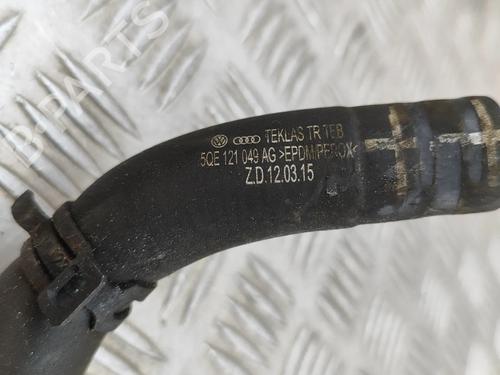 B-PARTS
TEKLAS TR TEB
5QE 121 049 AG >EPDM/PEROX<
Z.D.12.03.15